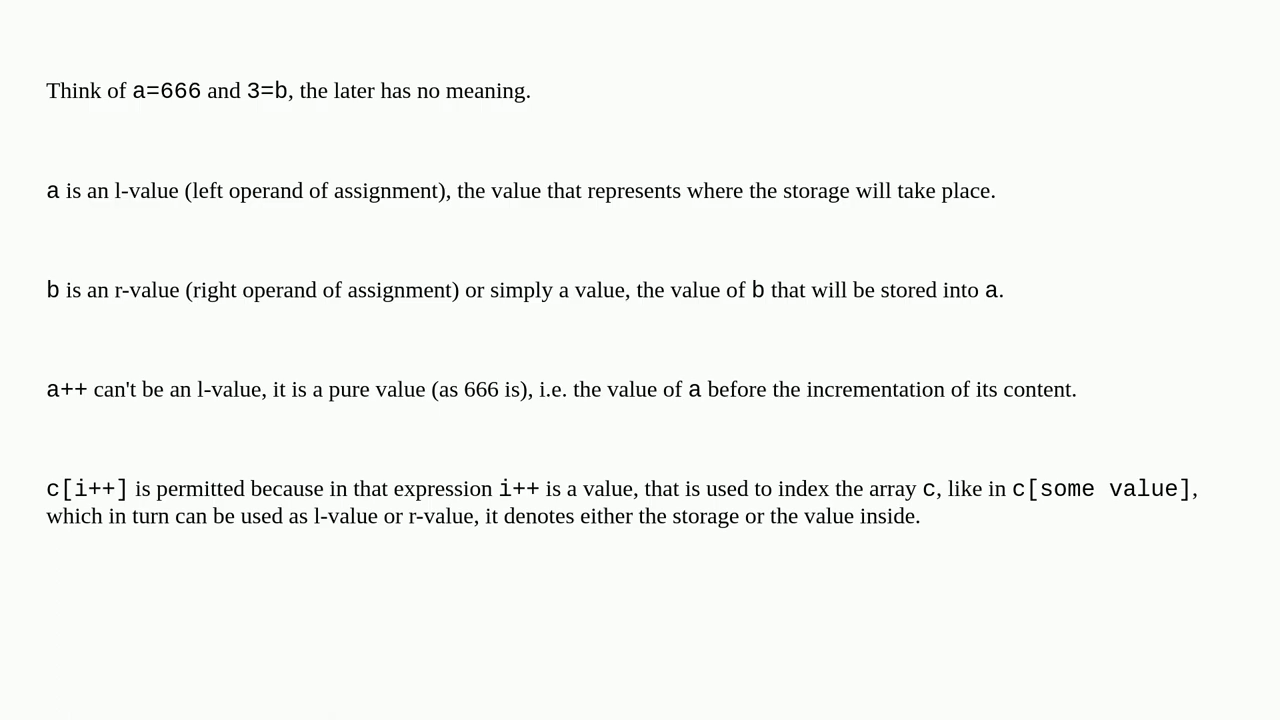 Think of a=666 and 3=b, the later has no meaning.
a is an l-value (left operand of assignment), the value that represents where the storage will take place.
b is an r-value (right operand of assignment) or simply a value, the value of b that will be stored into a.
a++ can't be an l-value, it is a pure value (as 666 is), i.e. the value of a before the incrementation of its content.
c[i++] is permitted because in that expression i++ is a value, that is used to index the array c, like in c[some value],
which in turn can be used as l-value or r-value, it denotes either the storage or the value inside.